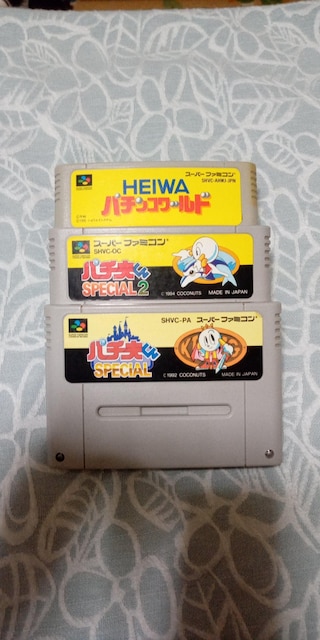 スーパーファミコン
SHVC-AHWJ-JPN
HEIWA
パチンコワールド
スーパーファミコン
SHVC-OC
パチ夫くん
SPECIAL 2
© 1994 COCONUTS MADE IN JAPAN
SHVC-PA スーパーファミコン
パチ夫くん
SPECIAL
© 1992 COCONUTS MADE IN JAPAN